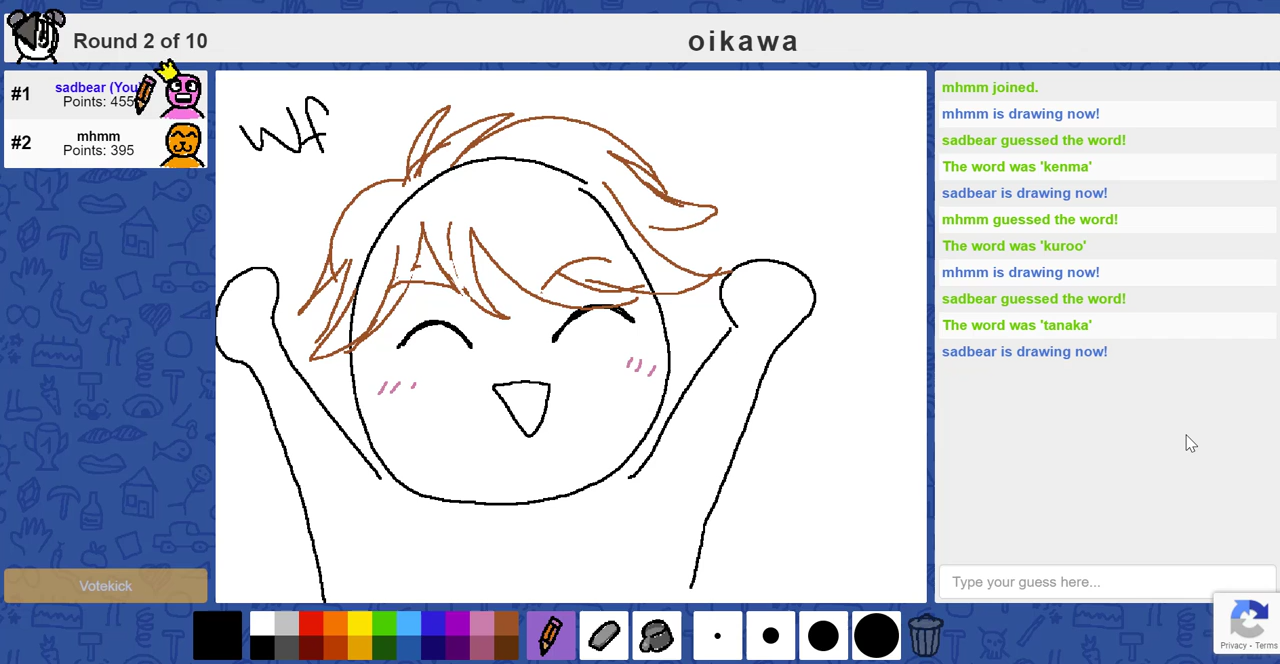 Round 2 of 10
oikawa
#1
sadbear (You
Points: 455
#2
mhmm
Points: 395
Wf
mhmm joined.
mhmm is drawing now!
sadbear guessed the word!
The word was 'kenma'
sadbear is drawing now!
mhmm guessed the word!
The word was 'kuroo'
mhmm is drawing now!
sadbear guessed the word!
The word was 'tanaka'
sadbear is drawing now!
Votekick
Type your guess here...
Privacy - Terms